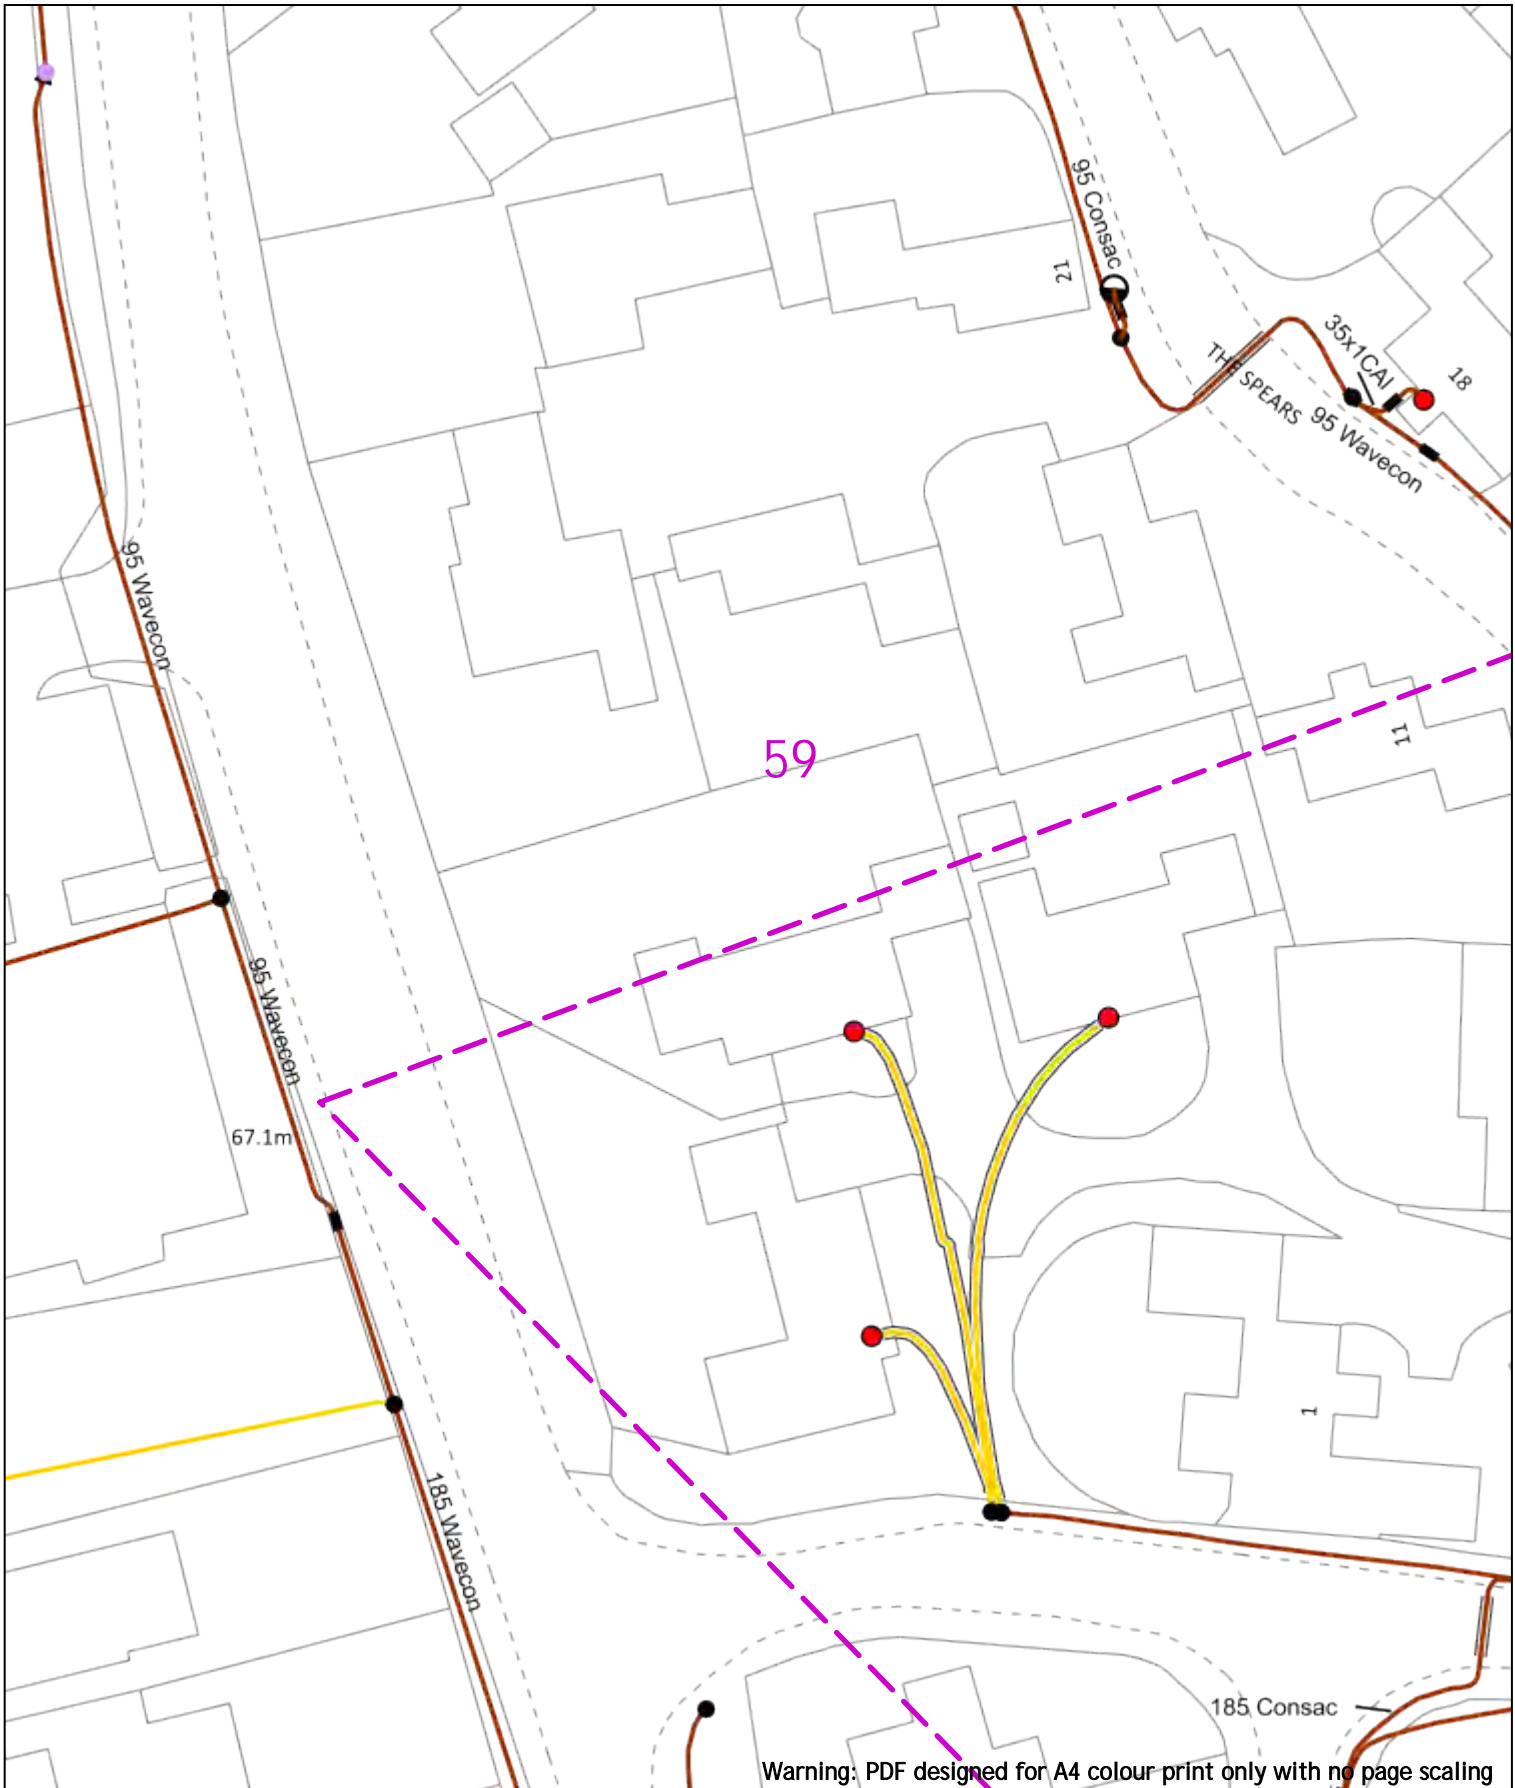 95 Consac
21
35x1CAl
18
THE SPEARS
95 Wavecon
95 Wavecon
59
11
95 Wavecon
67.1m
1
185 Wavecon
185 Consac
Warning: PDF designed for A4 colour print only with no page scaling